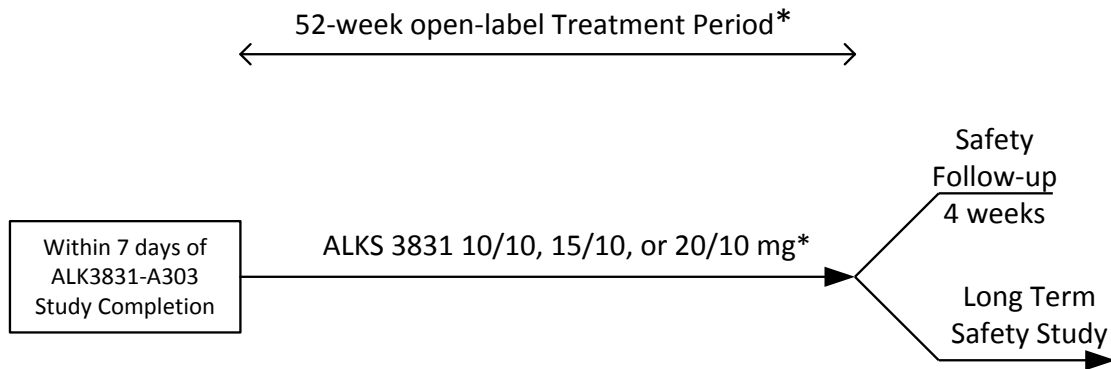 52-week open-label Treatment Period*
Safety
Follow-up
4 weeks
Within 7 days of
ALK3831-A303
Study Completion
ALKS 3831 10/10, 15/10, or 20/10 mg*
Long Term
Safety Study